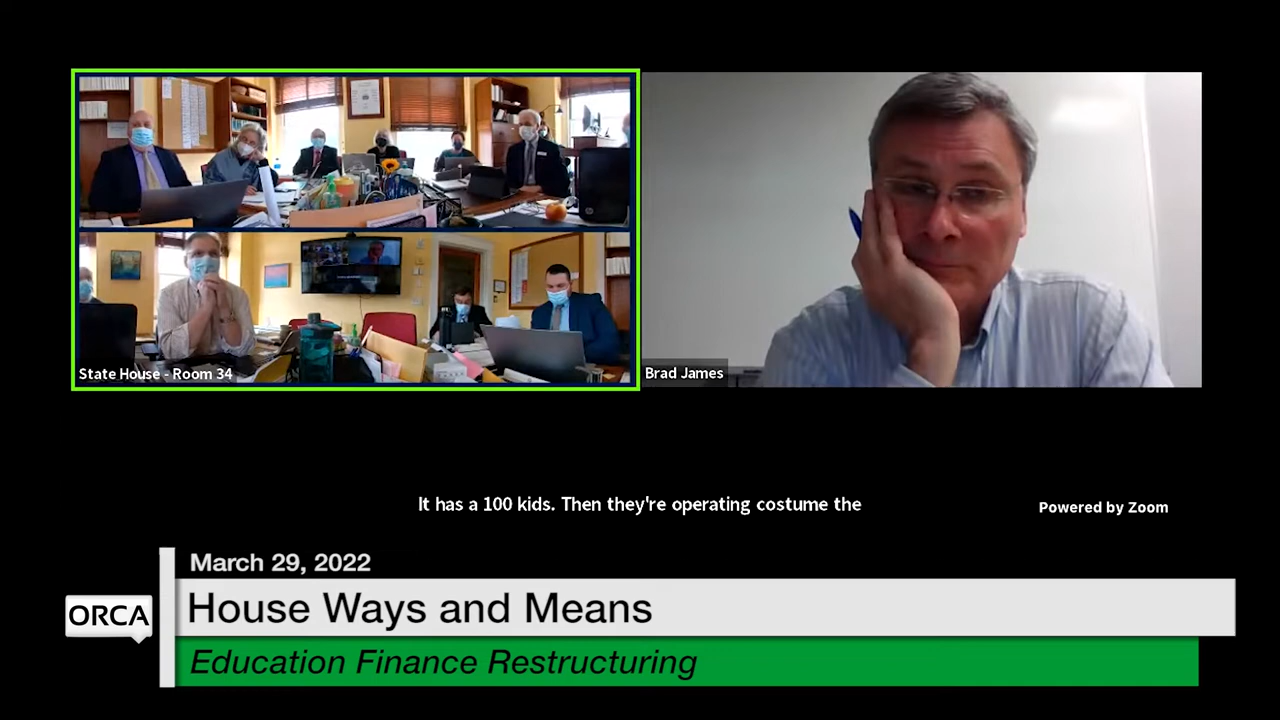 State House - Room 34
Brad James
It has a 100 kids. Then they're operating costume the
Powered by Zoom
March 29, 2022
ORCA
House Ways and Means
Education Finance Restructuring